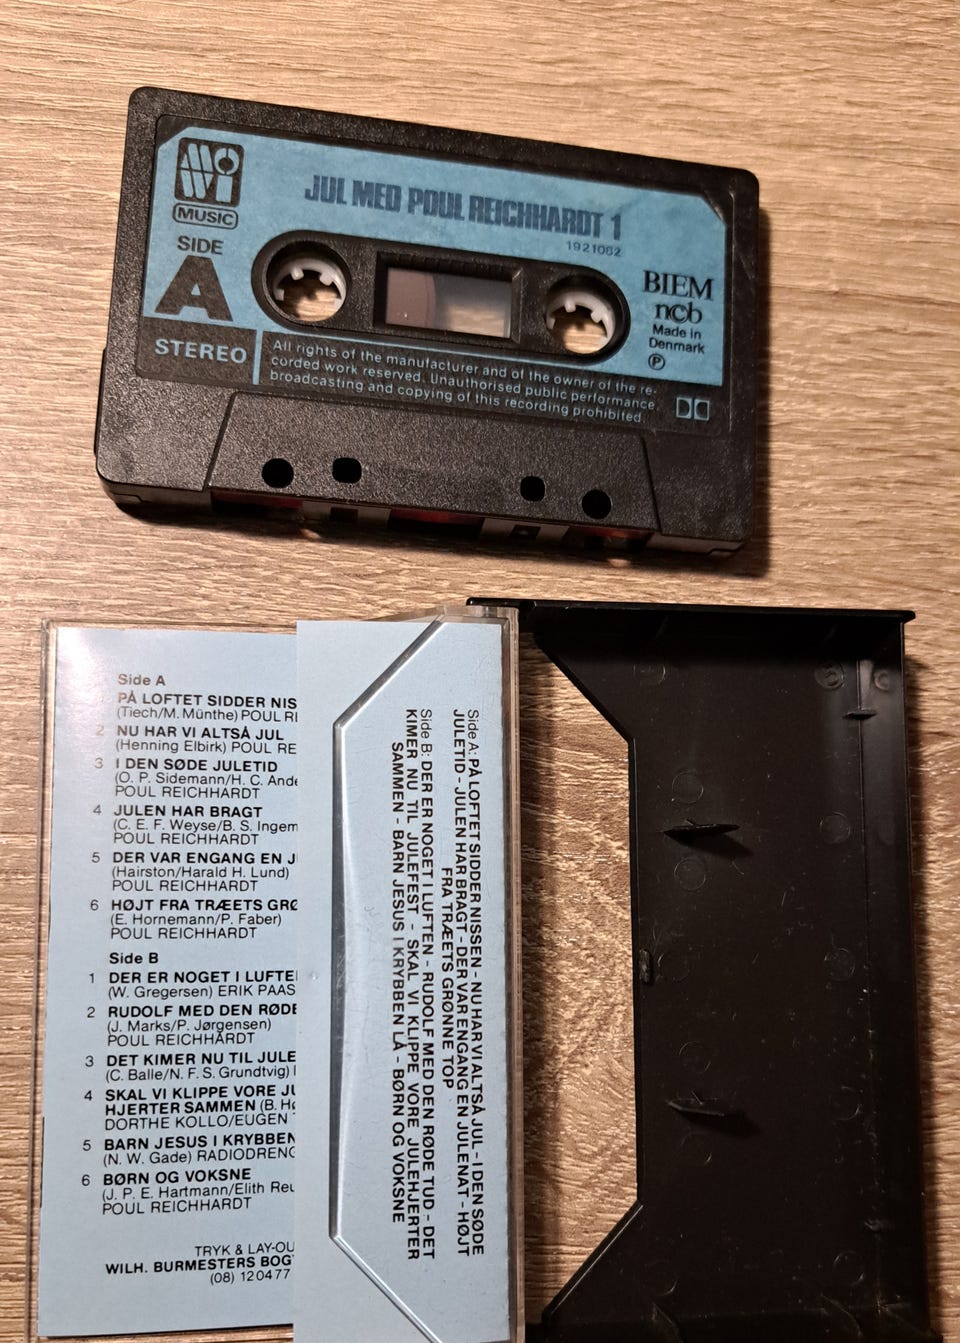 MOWI
MUSIC
JUL MED POUL REICHHARDT 1
1921082
SIDE
A
STEREO
BIEM
ncb
Made in
Denmark
P
All rights of the manufacturer and of the owner of the re-
corded work reserved. Unauthorised public performance,
broadcasting and copying of this recording prohibited.
Side A
PÅ LOFTET SIDDER NIS
(Tiech/M. Münthe) POUL RE
2 NU HAR VI ALTSÅ JUL
(Henning Elbirk) POUL RE
3 I DEN SØDE JULETID
(O. P. Sidemann/H. C. Ande
POUL REICHHARDT
4 JULEN HAR BRAGT
(C. E. F. Weyse/B. S. Ingem
POUL REICHHARDT
5 DER VAR ENGANG EN J
(Hairston/Harald H. Lund)
POUL REICHHARDT
6 HØJT FRA TRÆETS GRØ
(E. Hornemann/P. Faber)
POUL REICHHARDT
Side B
1 DER ER NOGET I LUFTE
(W. Gregersen) ERIK PAAS
2 RUDOLF MED DEN RØDE
(J. Marks/P. Jørgensen)
POUL REICHHARDT
3 DET KIMER NU TIL JULE
(C. Balle/N. F. S. Grundtvig)
4 SKAL VI KLIPPE VORE JU
HJERTER SAMMEN (B. Hø
DORTHE KOLLO/EUGEN
5 BARN JESUS I KRYBBEN
(N. W. Gade) RADIODRENG
6 BØRN OG VOKSNE
(J. P. E. Hartmann/Elith Reu
POUL REICHHARDT
TRYK & LAY-OU
WILH. BURMESTERS BOG
(08) 120477
Side A: PÅ LOFTET SIDDER NISSEN - NU HAR VI ALTSÅ JUL - I DEN SØDE
JULETID - JULEN HAR BRAGT - DER VAR ENGANG EN JULENAT - HØJT
FRA TRÆETS GRØNNE TOP -
Side B: DER ER NOGET I LUFTEN - RUDOLF MED DEN RØDE TUD - DET
KIMER NU TIL JULEFEST - SKAL VI KLIPPE VORE JULEHJERTER
SAMMEN - BARN JESUS I KRYBBEN LÅ - BØRN OG VOKSNE